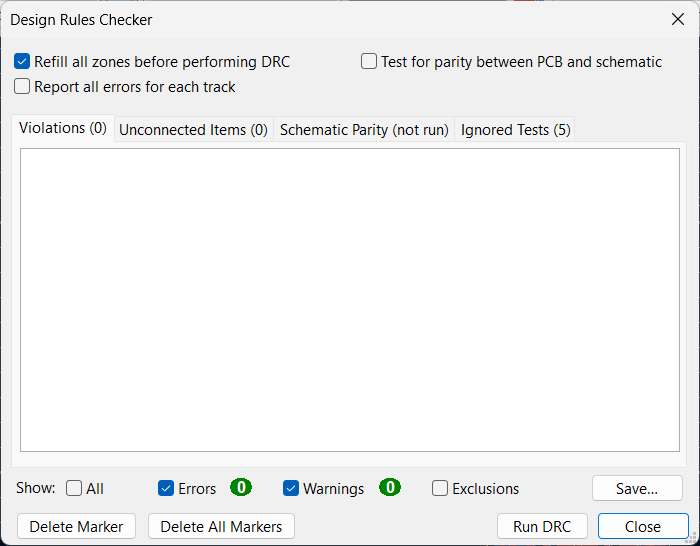 Design Rules Checker
Refill all zones before performing DRC
Test for parity between PCB and schematic
Report all errors for each track
Violations (0)
Unconnected Items (0)
Schematic Parity (not run)
Ignored Tests (5)
Show:
All
Errors
0
Warnings
0
Exclusions
Save...
Delete Marker
Delete All Markers
Run DRC
Close